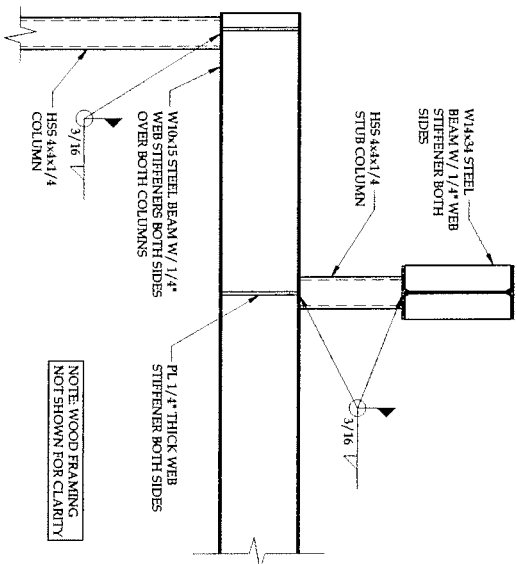 W14x34 STEEL
BEAM W/ 1/4" WEB
STIFFENER BOTH
SIDES
HSS 4x4x1/4
STUB COLUMN
3/16
W10x15 STEEL BEAM W/ 1/4"
WEB STIFFENERS BOTH SIDES
OVER BOTH COLUMNS
3/16
HSS 4x4x1/4
COLUMN
PL 1/4" THICK WEB
STIFFENER BOTH SIDES
NOTE: WOOD FRAMING
NOT SHOWN FOR CLARITY